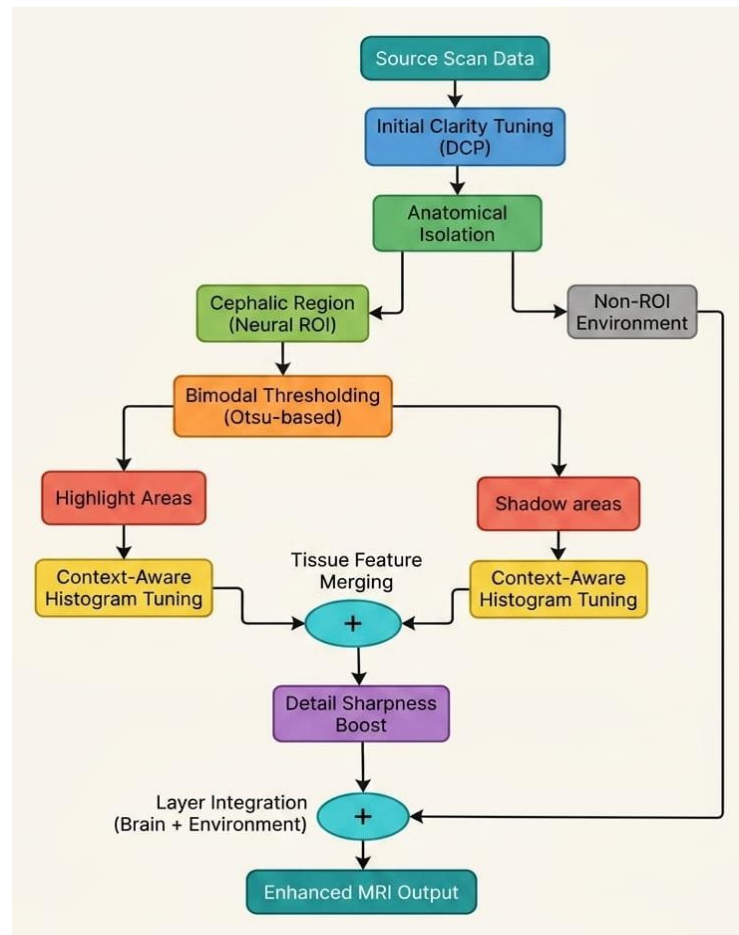 Source Scan Data
Initial Clarity Tuning
(DCP)
Anatomical
Isolation
Cephalic Region
(Neural ROI)
Non-ROI
Environment
Bimodal Thresholding
(Otsu-based)
Highlight Areas
Shadow areas
Context-Aware
Histogram Tuning
Tissue Feature
Merging
Context-Aware
Histogram Tuning
+
Detail Sharpness
Boost
Layer Integration
(Brain + Environment)
+
Enhanced MRI Output